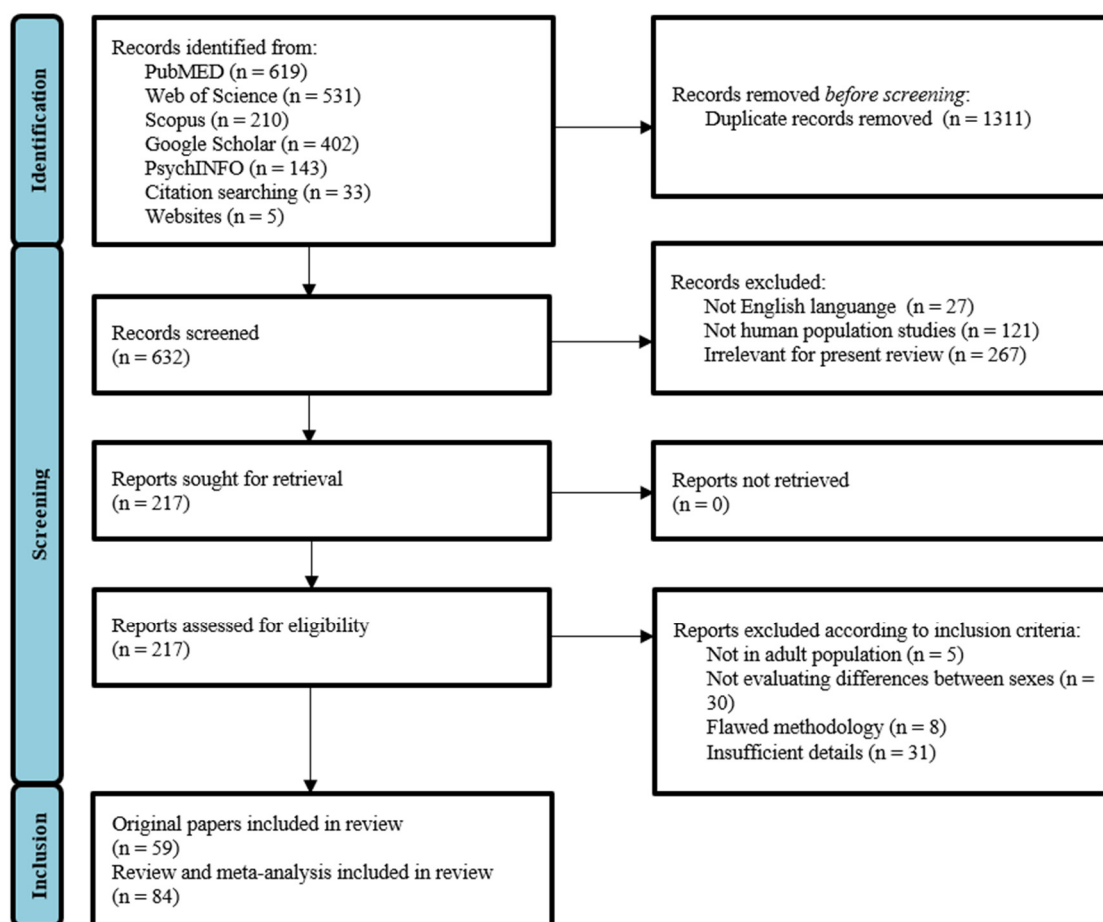 Identification
Records identified from:
PubMED (n = 619)
Web of Science (n = 531)
Scopus (n = 210)
Google Scholar (n = 402)
PsychINFO (n = 143)
Citation searching (n = 33)
Websites (n = 5)
Records removed before screening:
Duplicate records removed (n = 1311)
Screening
Records screened
(n = 632)
Records excluded:
Not English languange (n = 27)
Not human population studies (n = 121)
Irrelevant for present review (n = 267)
Reports sought for retrieval
(n = 217)
Reports not retrieved
(n = 0)
Reports assessed for eligibility
(n = 217)
Reports excluded according to inclusion criteria:
Not in adult population (n = 5)
Not evaluating differences between sexes (n =
30)
Flawed methodology (n = 8)
Insufficient details (n = 31)
Inclusion
Original papers included in review
(n = 59)
Review and meta-analysis included in review
(n = 84)